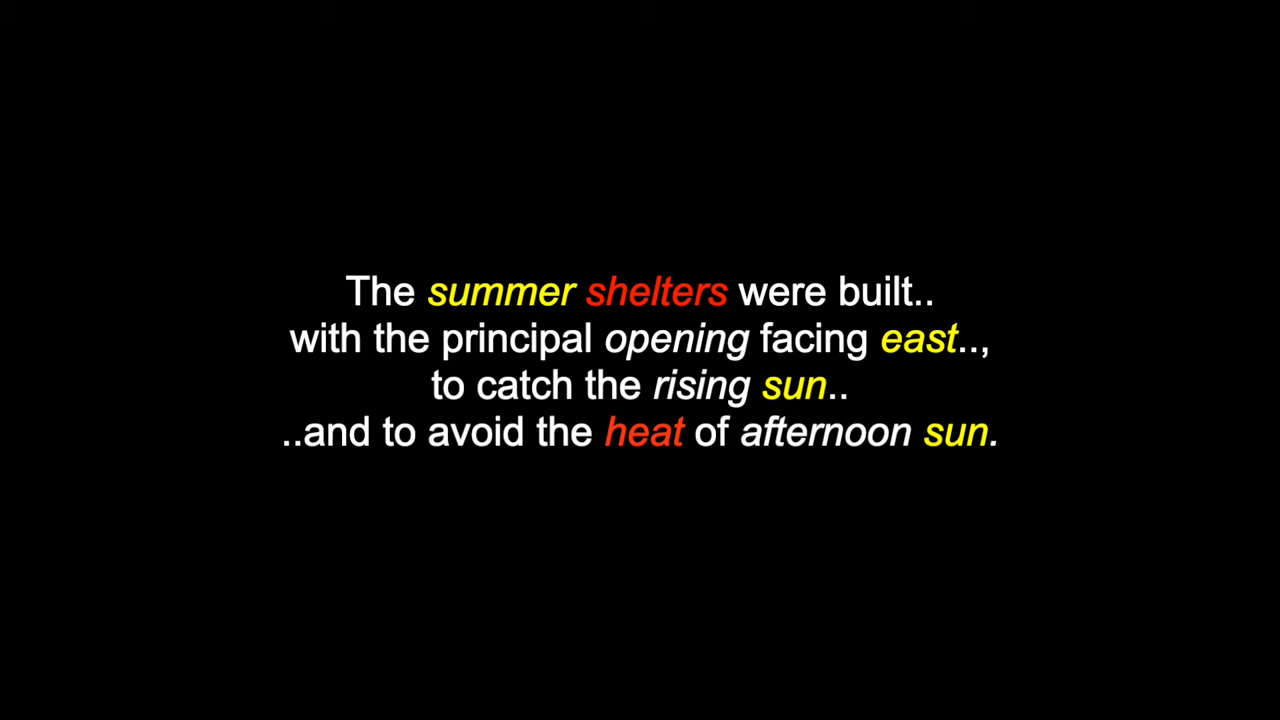 The summer shelters were built..
with the principal opening facing east..,
to catch the rising sun..
..and to avoid the heat of afternoon sun.